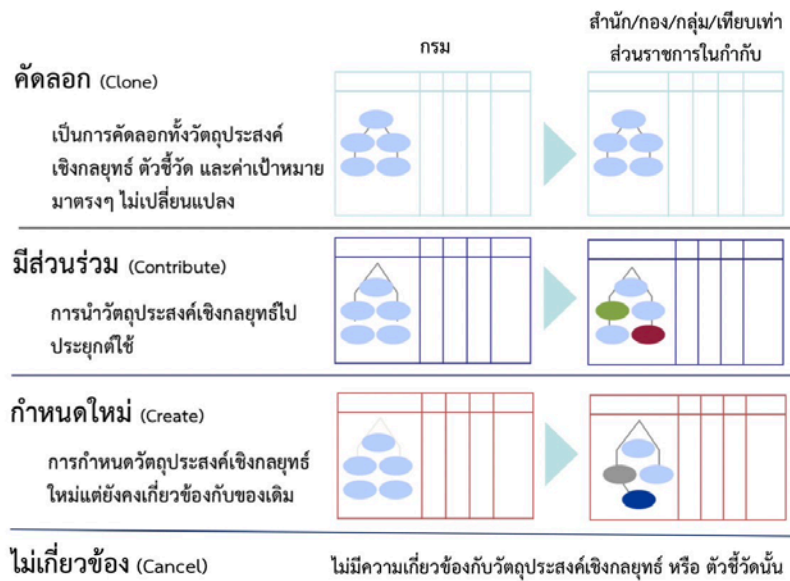 กรม
สำนัก/กอง/กลุ่ม/เทียบเท่า
ส่วนราชการในกำกับ
คัดลอก (Clone)
เป็นการคัดลอกทั้งวัตถุประสงค์
เชิงกลยุทธ์ ตัวชี้วัด และค่าเป้าหมาย
มาตรงๆ ไม่เปลี่ยนแปลง
มีส่วนร่วม (Contribute)
การนำวัตถุประสงค์เชิงกลยุทธ์ไป
ประยุกต์ใช้
กำหนดใหม่ (Create)
การกำหนดวัตถุประสงค์เชิงกลยุทธ์
ใหม่แต่ยังคงเกี่ยวข้องกับของเดิม
ไม่เกี่ยวข้อง (Cancel)
ไม่มีความเกี่ยวข้องกับวัตถุประสงค์เชิงกลยุทธ์ หรือ ตัวชี้วัดนั้น